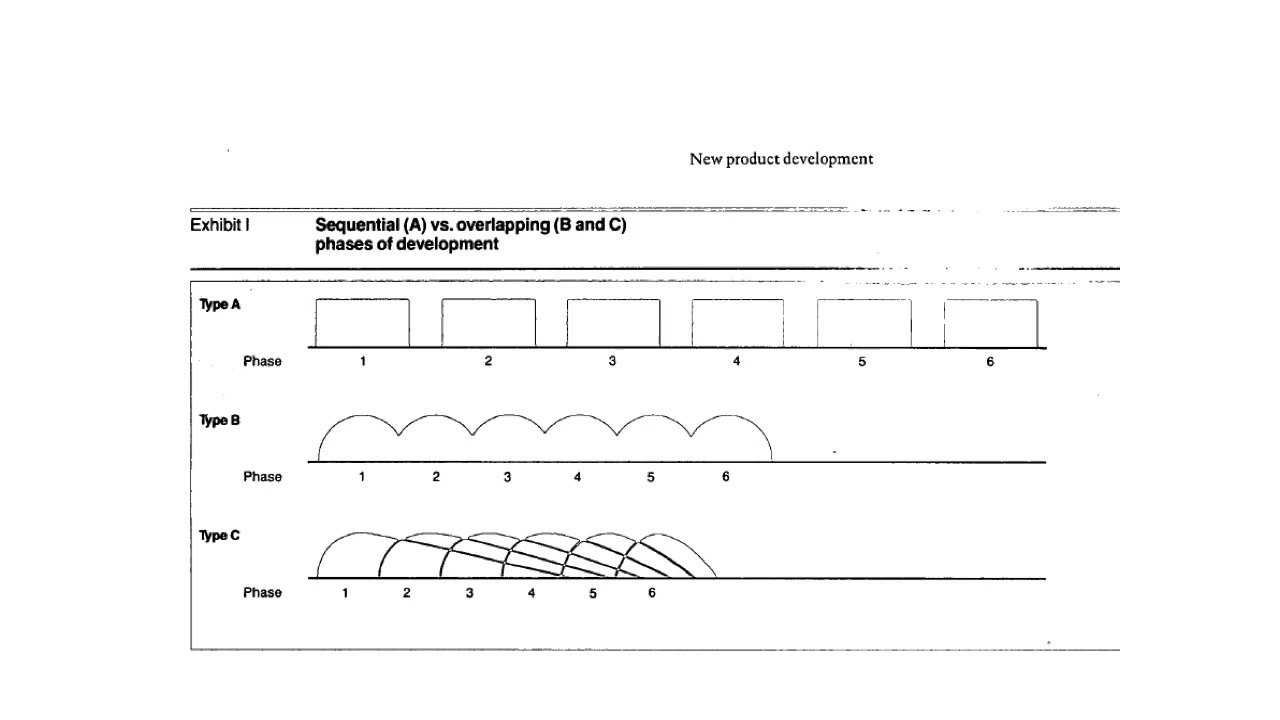 New product development
Exhibit I
Sequential (A) vs. overlapping (B and C)
phases of development
Type A
Phase 1 2 3 4 5 6
Type B
Phase 1 2 3 4 5 6
Type C
Phase 1 2 3 4 5 6